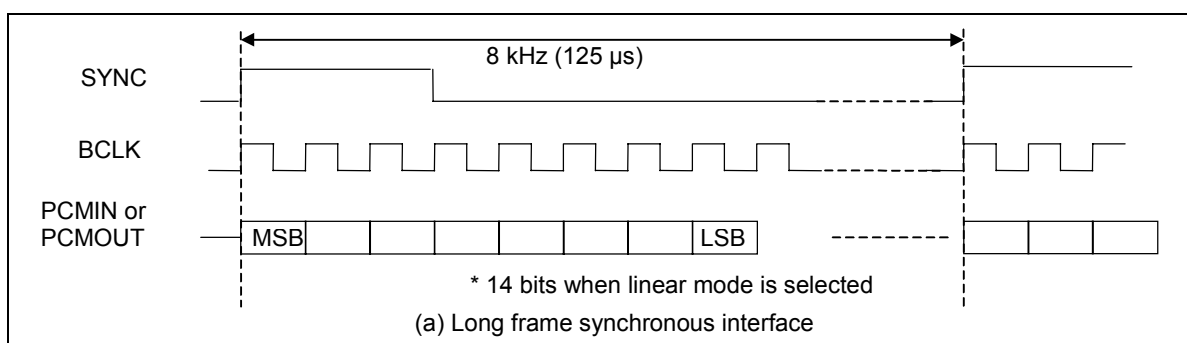 8 kHz (125 μs)
SYNC
BCLK
PCMIN or
PCMOUT
MSB
LSB
* 14 bits when linear mode is selected
(a) Long frame synchronous interface